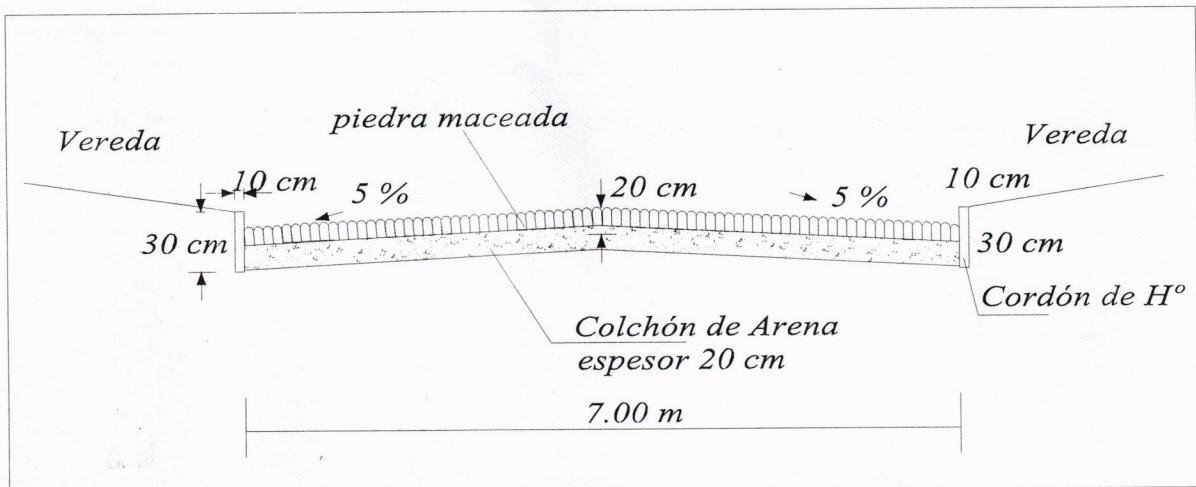 piedra maceada
Vereda
Vereda
10 cm
5 %
20 cm
5 %
10 cm
30 cm
30 cm
Cordón de Hº
Colchón de Arena
espesor 20 cm
7.00 m